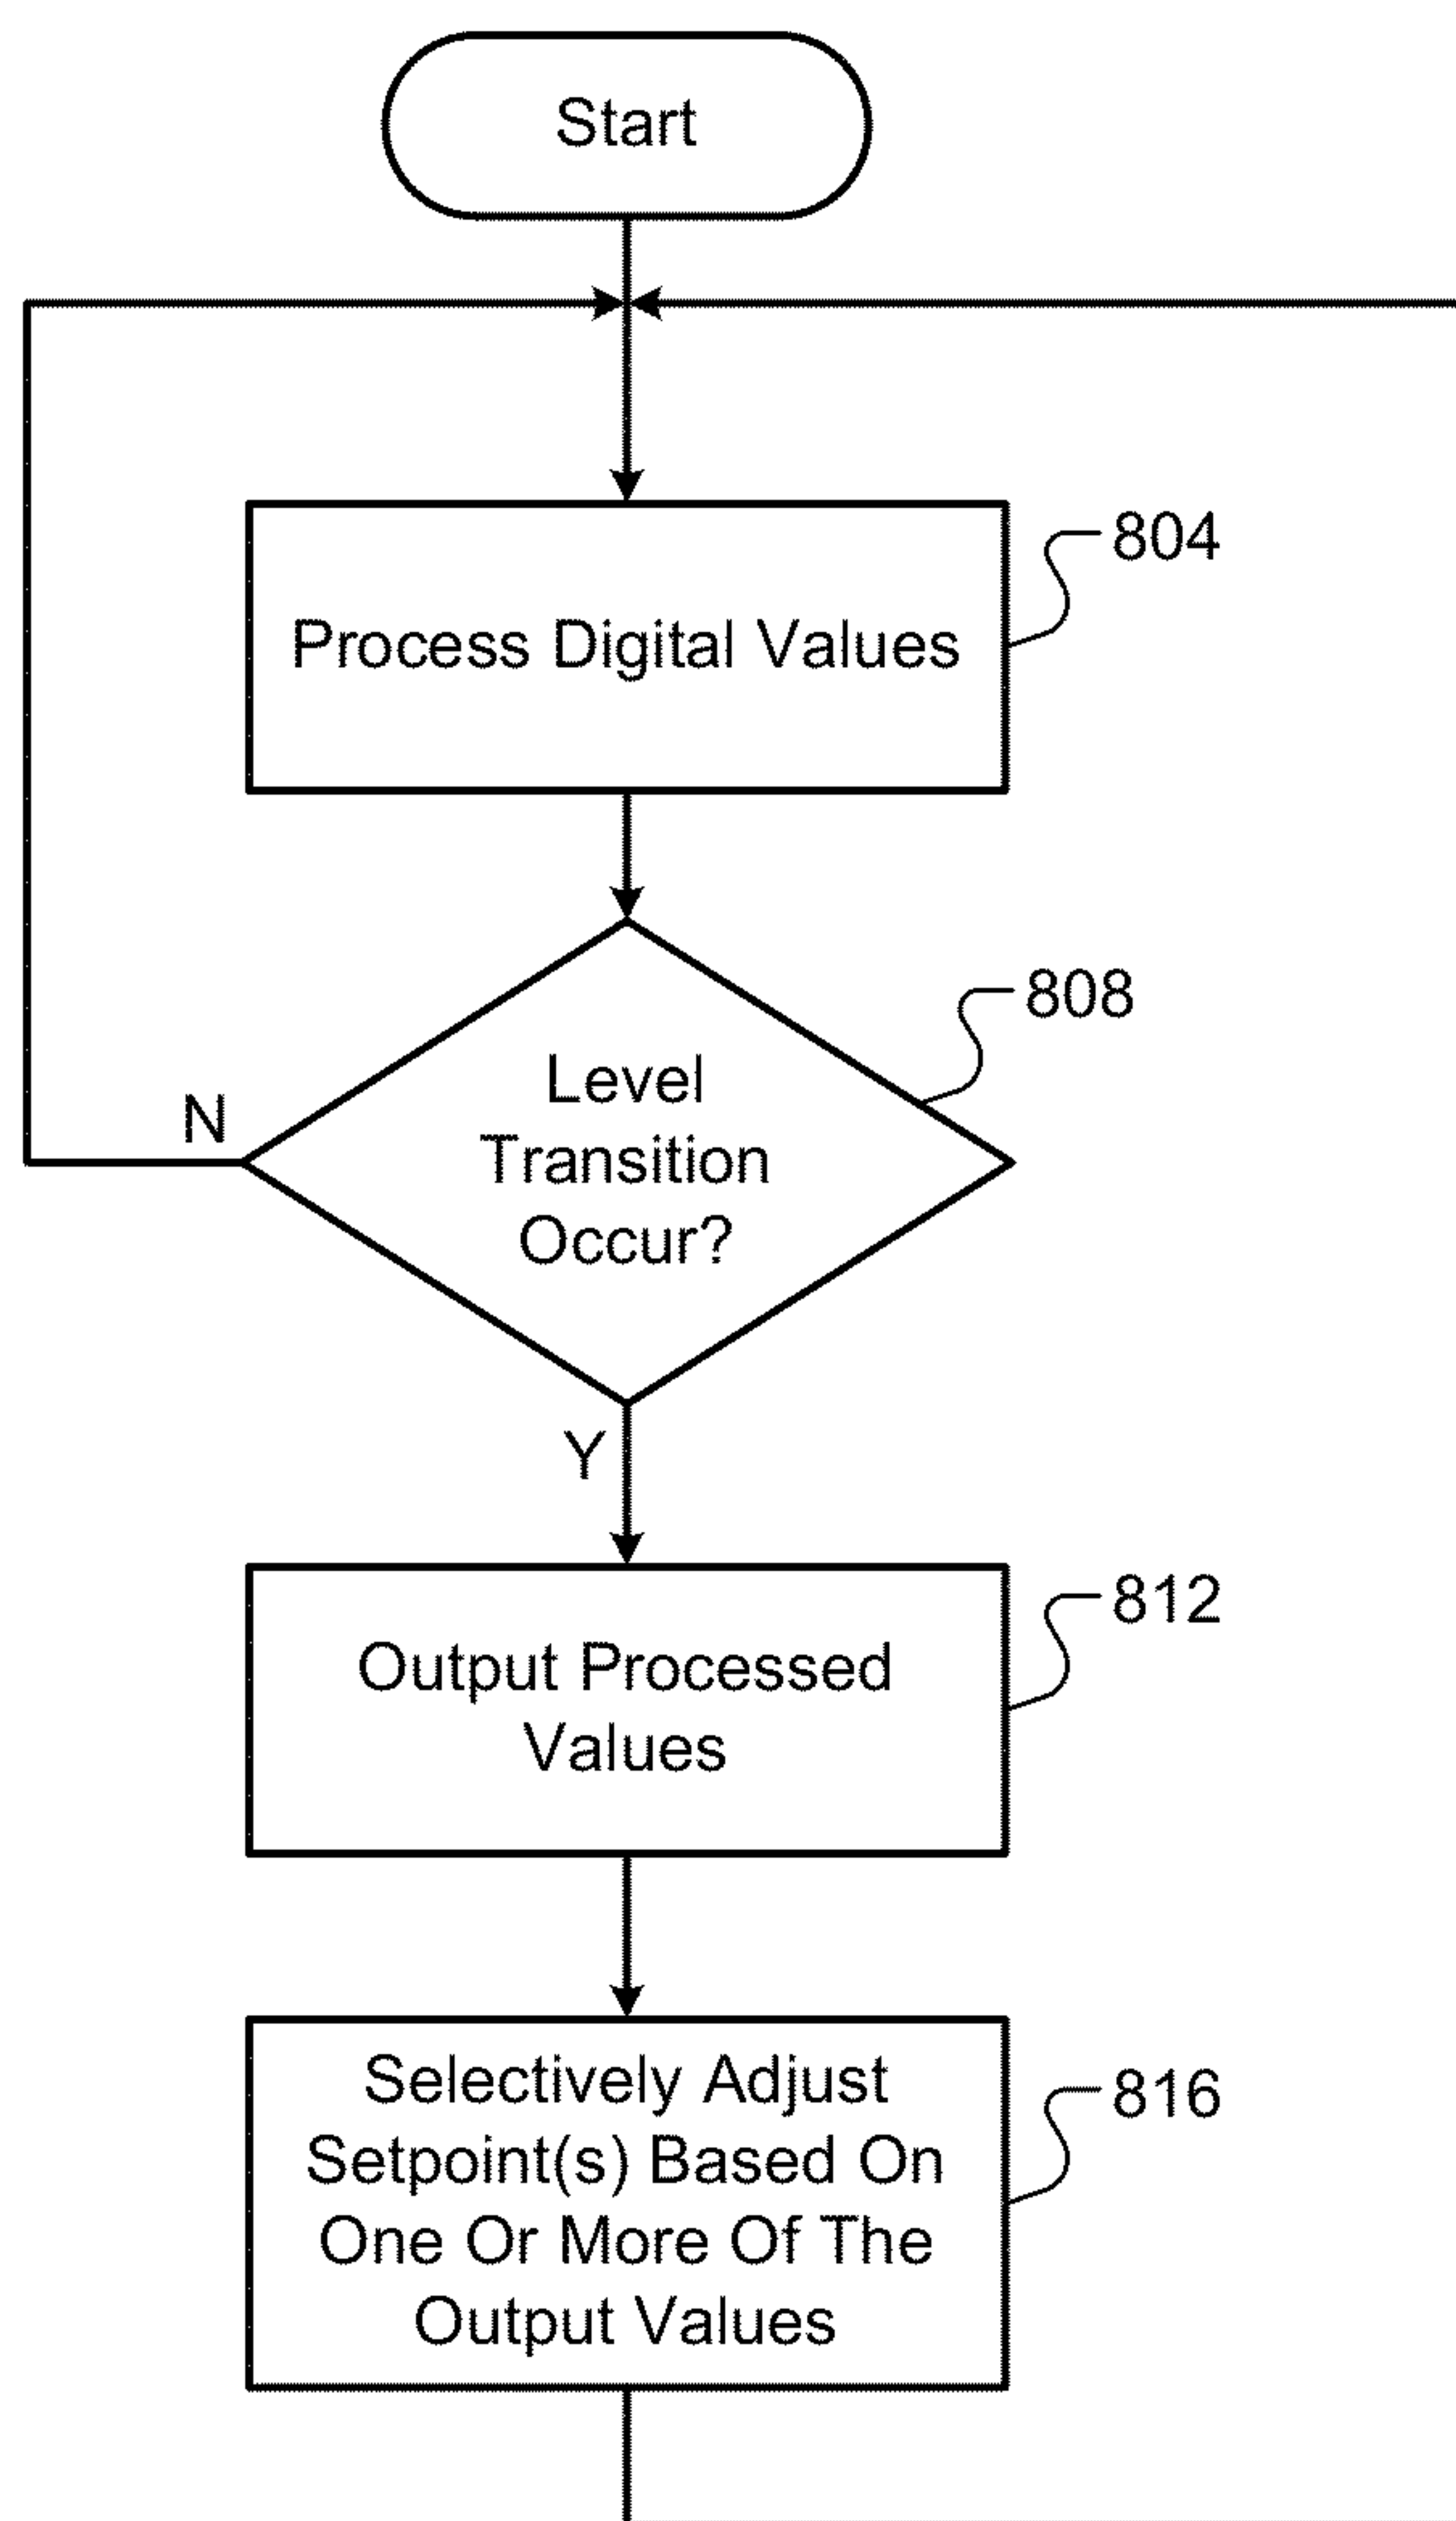 Start
804
Process Digital Values
808
Level
Transition
Occur?
N
Y
812
Output Processed
Values
816
Selectively Adjust
Setpoint(s) Based On
One Or More Of The
Output Values